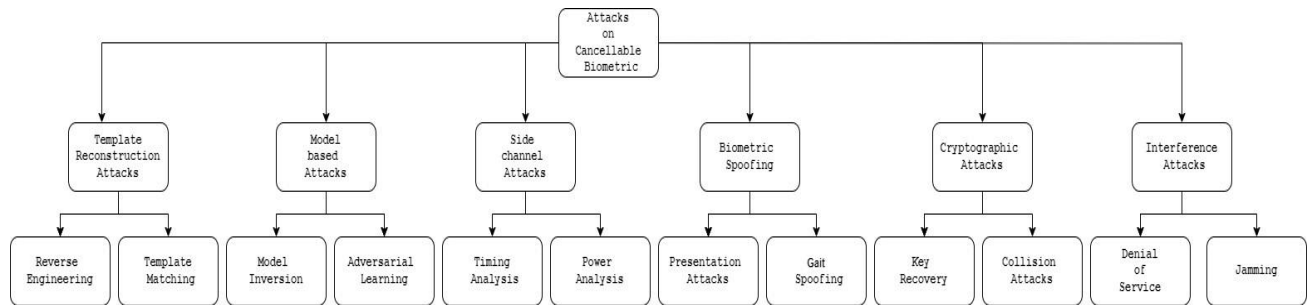 Attacks
on
Cancellable
Biometric
Template
Reconstruction
Attacks
Model
based
Attacks
Side
channel
Attacks
Biometric
Spoofing
Cryptographic
Attacks
Interference
Attacks
Reverse
Engineering
Template
Matching
Model
Inversion
Adversarial
Learning
Timing
Analysis
Power
Analysis
Presentation
Attacks
Gait
Spoofing
Key
Recovery
Collision
Attacks
Denial
of
Service
Jamming